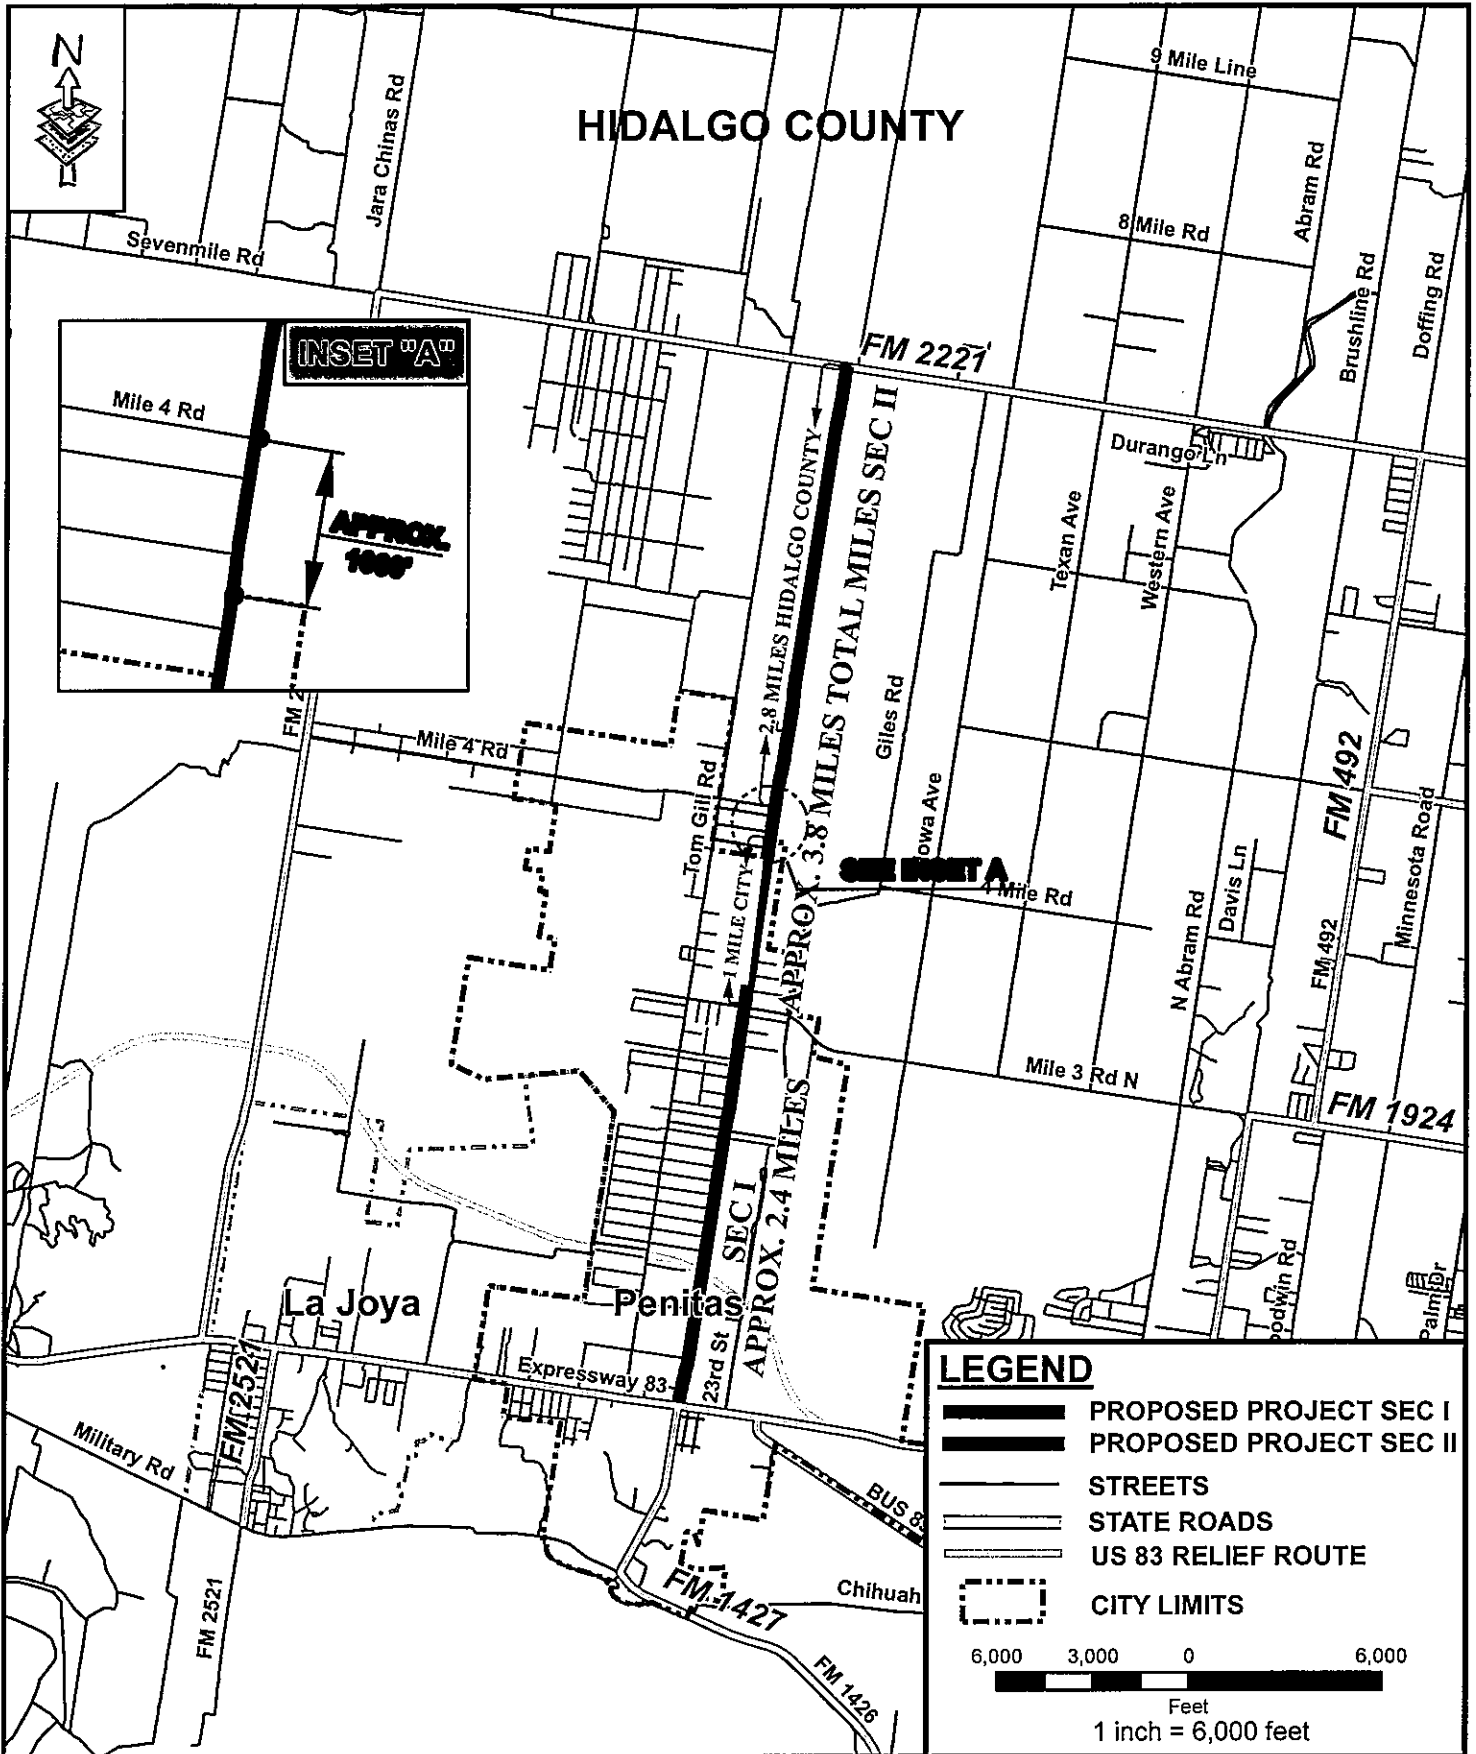 N
HIDALGO COUNTY
9 Mile Line
Jara Chinas Rd
Abram Rd
8 Mile Rd
Sevenmile Rd
Brushline Rd
Doffing Rd
INSET "A"
Mile 4 Rd
APPROX.
FM 2221
Durango Ln
2.8 MILES HIDALGO COUNTY
APPROX. 3.8 MILES TOTAL MILES SEC II
Texan Ave
Western Ave
Giles Rd
FM 2
Mile 4 Rd
Tom Gill Rd
Iowa Ave
FM 492
Minnesota Road
SEE INSET A
4 Mile Rd
1 MILE CITY
Davis Ln
N Abram Rd
FM 492
Mile 3 Rd N
FM 1924
SEC I
APPROX. 2.4 MILES
La Joya
Penitas
23rd St
Expressway 83
odwin Rd
Palm Dr
FM 2521
Military Rd
BUS 83
FM 2521
FM 1427
Chihuah
FM 1426
LEGEND
PROPOSED PROJECT SEC I
PROPOSED PROJECT SEC II
STREETS
STATE ROADS
US 83 RELIEF ROUTE
CITY LIMITS
6,000 3,000 0 6,000
Feet
1 inch = 6,000 feet